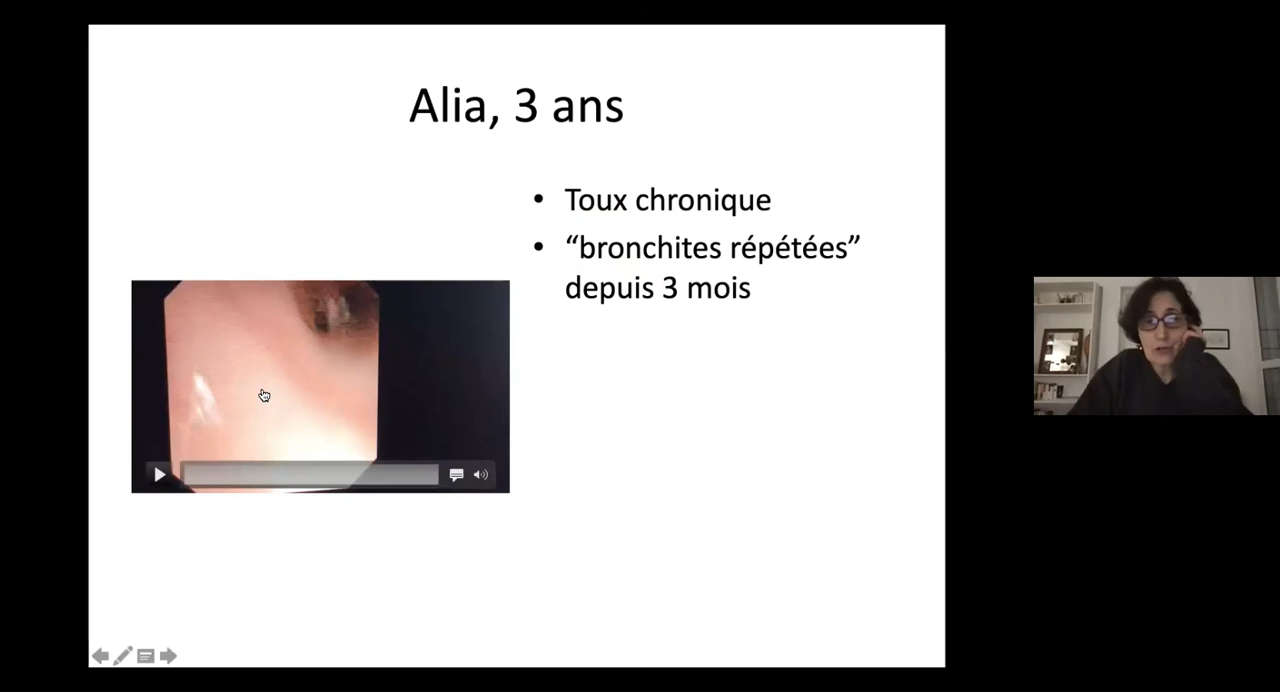 Alia, 3 ans
• Toux chronique
• “bronchites répétées”
depuis 3 mois